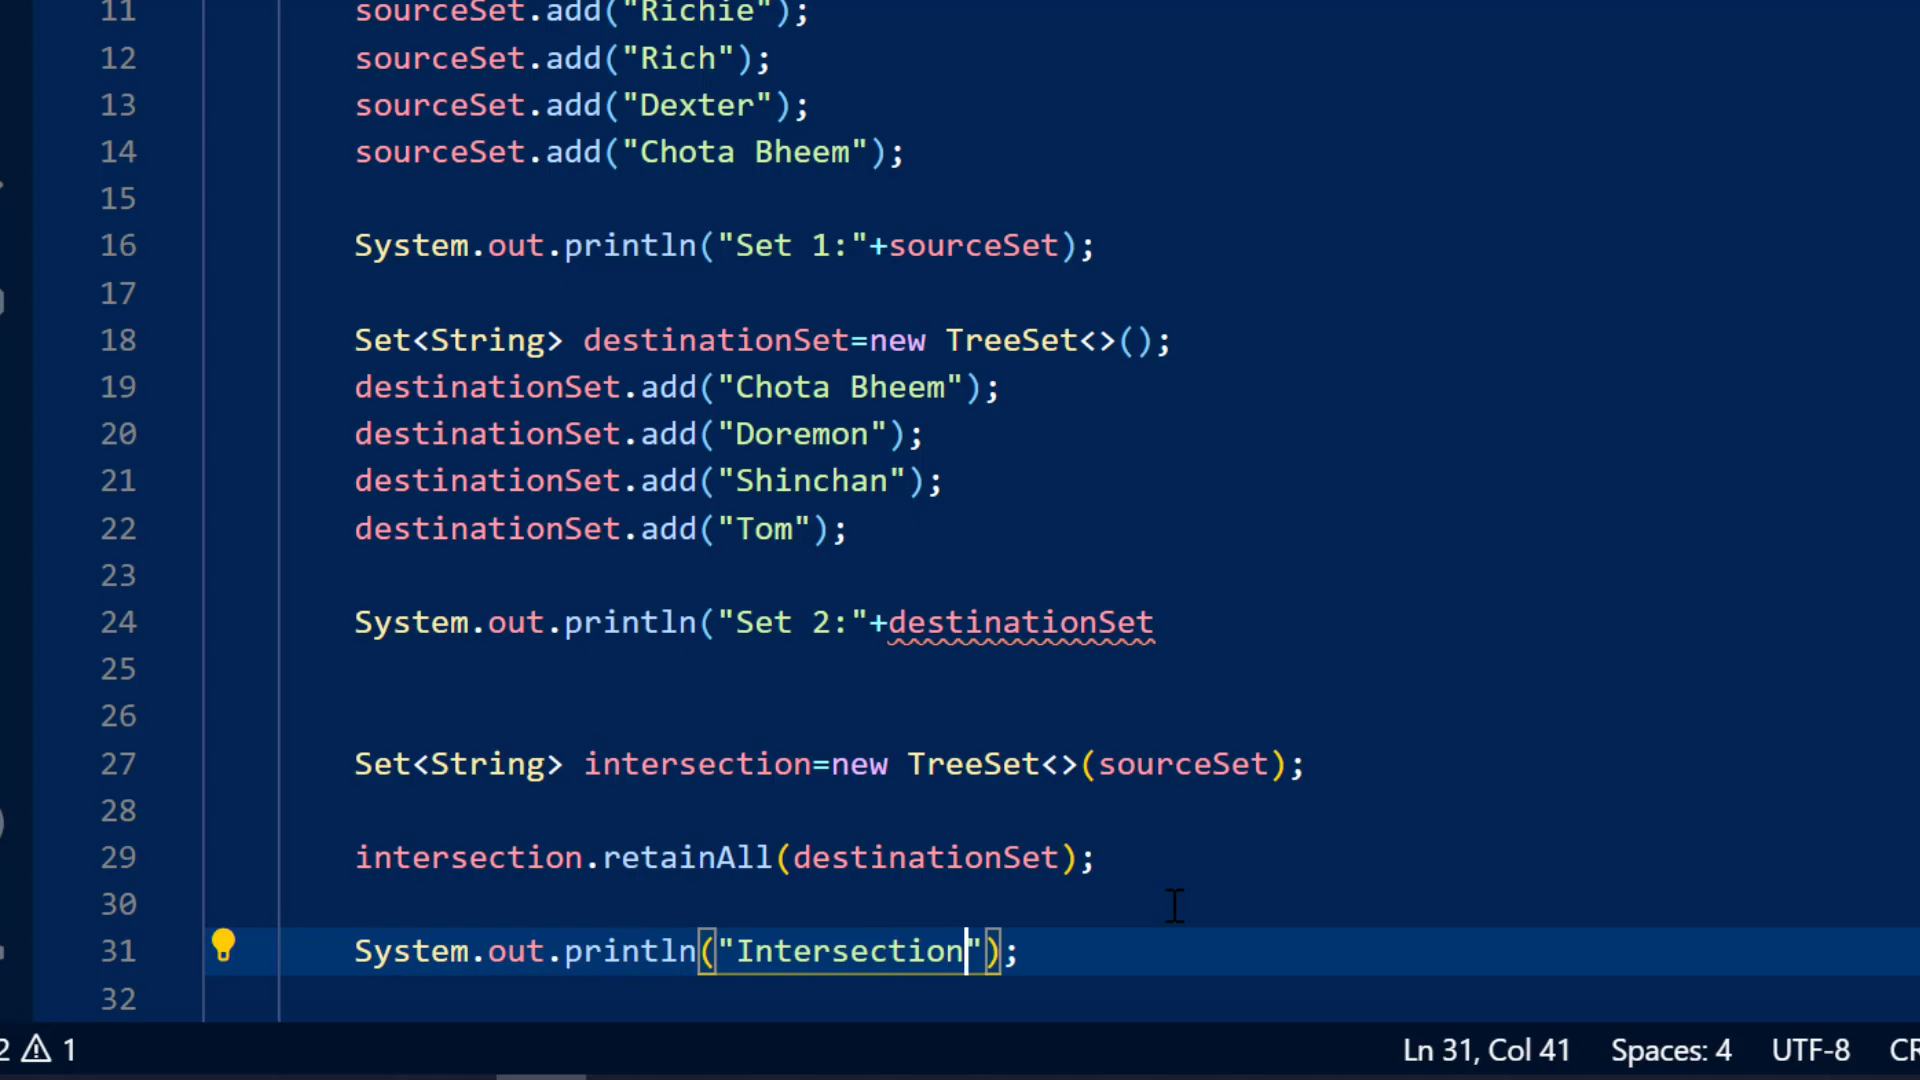 11 sourceSet.add("Richie");
12 sourceSet.add("Rich");
13 sourceSet.add("Dexter");
14 sourceSet.add("Chota Bheem");
15
16 System.out.println("Set 1:"+sourceSet);
17
18 Set<String> destinationSet=new TreeSet<>();
19 destinationSet.add("Chota Bheem");
20 destinationSet.add("Doremon");
21 destinationSet.add("Shinchan");
22 destinationSet.add("Tom");
23
24 System.out.println("Set 2:"+destinationSet
25
26
27 Set<String> intersection=new TreeSet<>(sourceSet);
28
29 intersection.retainAll(destinationSet);
30
31 System.out.println("Intersection");
32
2 1 Ln 31, Col 41 Spaces: 4 UTF-8 CR